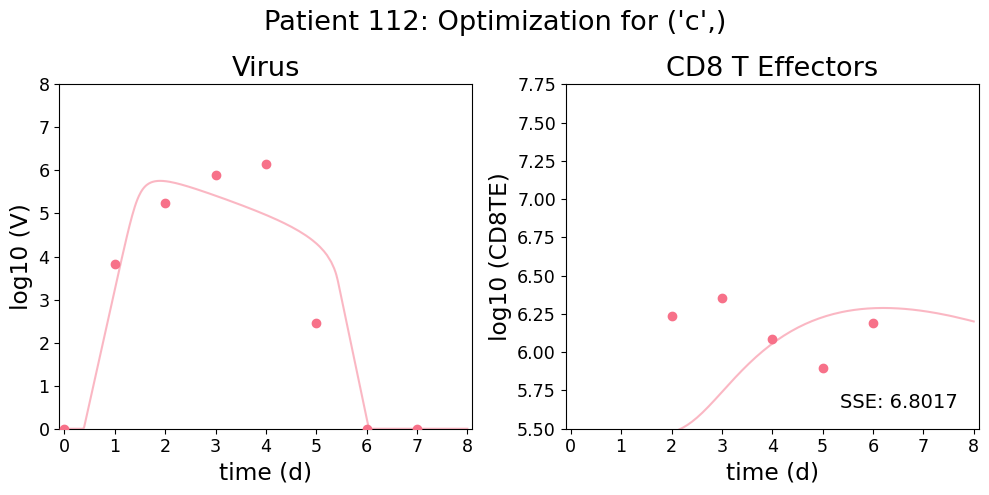 Patient 112: Optimization for ('c',)
Virus
CD8 T Effectors
log10 (V)
8
7
6
5
4
3
2
1
0
0 1 2 3 4 5 6 7 8
time (d)
log10 (CD8TE)
7.75
7.50
7.25
7.00
6.75
6.50
6.25
6.00
5.75
5.50
SSE: 6.8017
0 1 2 3 4 5 6 7 8
time (d)